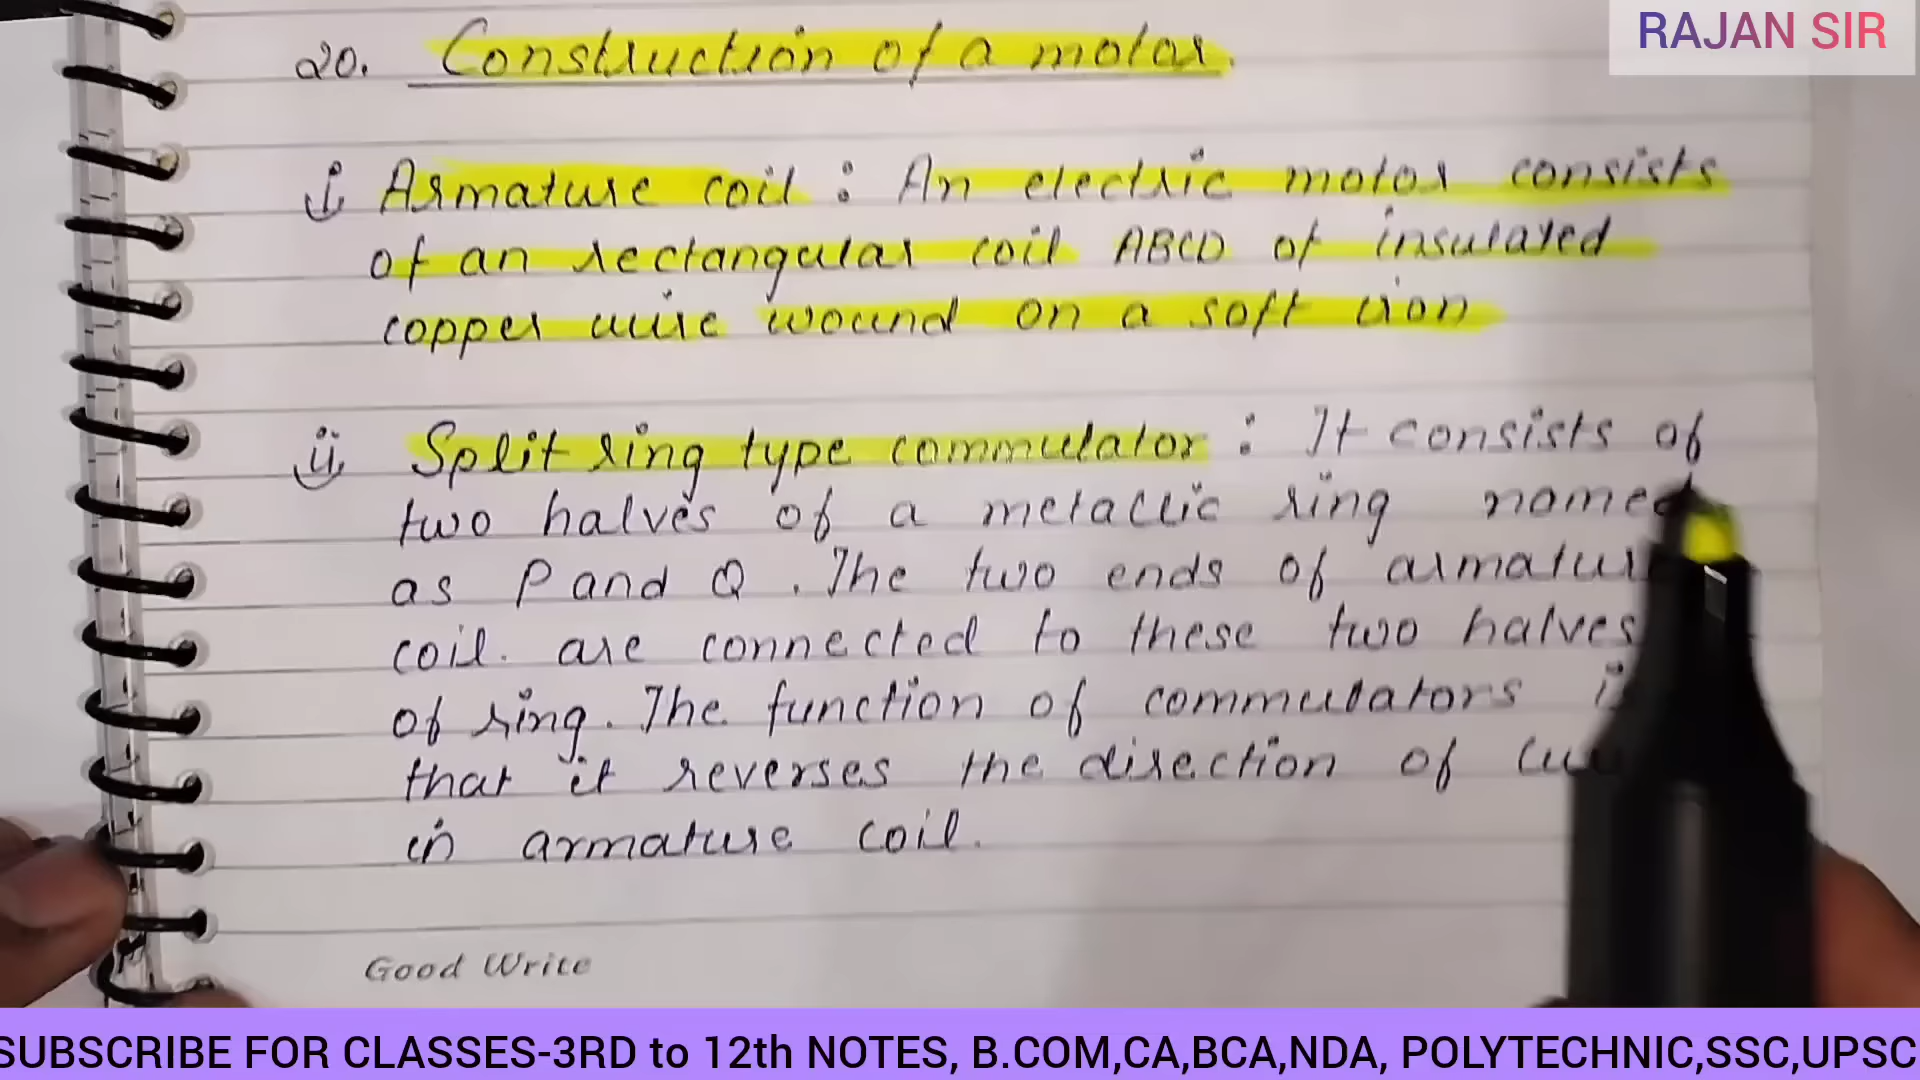 RAJAN SIR
20. Construction of a motor.
i) Armature coil : An electric motor consists
of an rectangular coil ABCD of insulated
copper wire wound on a soft iron
ii) Split ring type commutator : It consists of
two halves of a metallic ring named
as P and Q . The two ends of
coil. are connected to these two halves
of ring. The function of commutators
that it reverses the direction of
in armature coil.
Good Write
SUBSCRIBE FOR CLASSES-3RD to 12th NOTES, B.COM,CA,BCA,NDA, POLYTECHNIC,SSC,UPSC